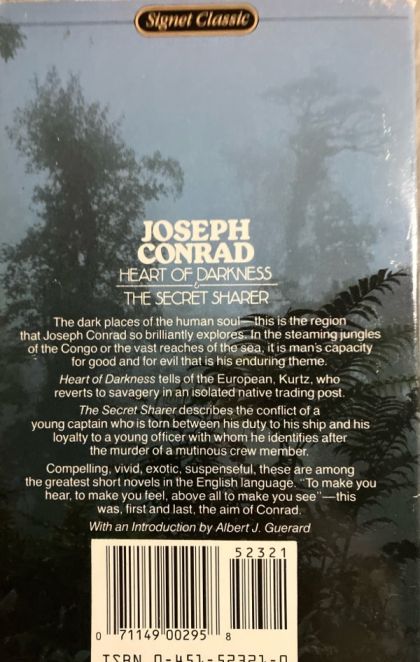 Signet Classic
JOSEPH
CONRAD
HEART OF DARKNESS
&
THE SECRET SHARER
The dark places of the human soul—this is the region
that Joseph Conrad so brilliantly explores. In the steaming jungles
of the Congo or the vast reaches of the sea, it is man's capacity
for good and for evil that is his enduring theme.
Heart of Darkness tells of the European, Kurtz, who
reverts to savagery in an isolated native trading post.
The Secret Sharer describes the conflict of a
young captain who is torn between his duty to his ship and his
loyalty to a young officer with whom he identifies after
the murder of a mutinous crew member.
Compelling, vivid, exotic, suspenseful, these are among
the greatest short novels in the English language. "To make you
hear, to make you feel, above all to make you see"—this
was, first and last, the aim of Conrad.
With an Introduction by Albert J. Guerard
52321
0 71149 00295 8
ISBN 0-451-52321-0